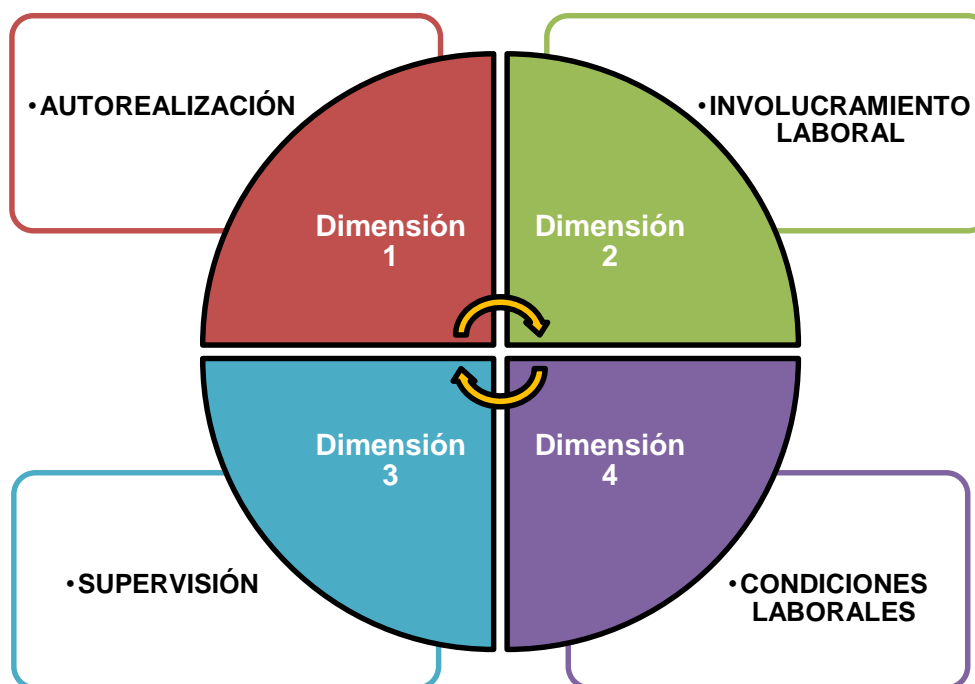 •AUTOREALIZACIÓN
•INVOLUCRAMIENTO
LABORAL
Dimensión
1
Dimensión
2
Dimensión
3
Dimensión
4
•SUPERVISIÓN
•CONDICIONES
LABORALES